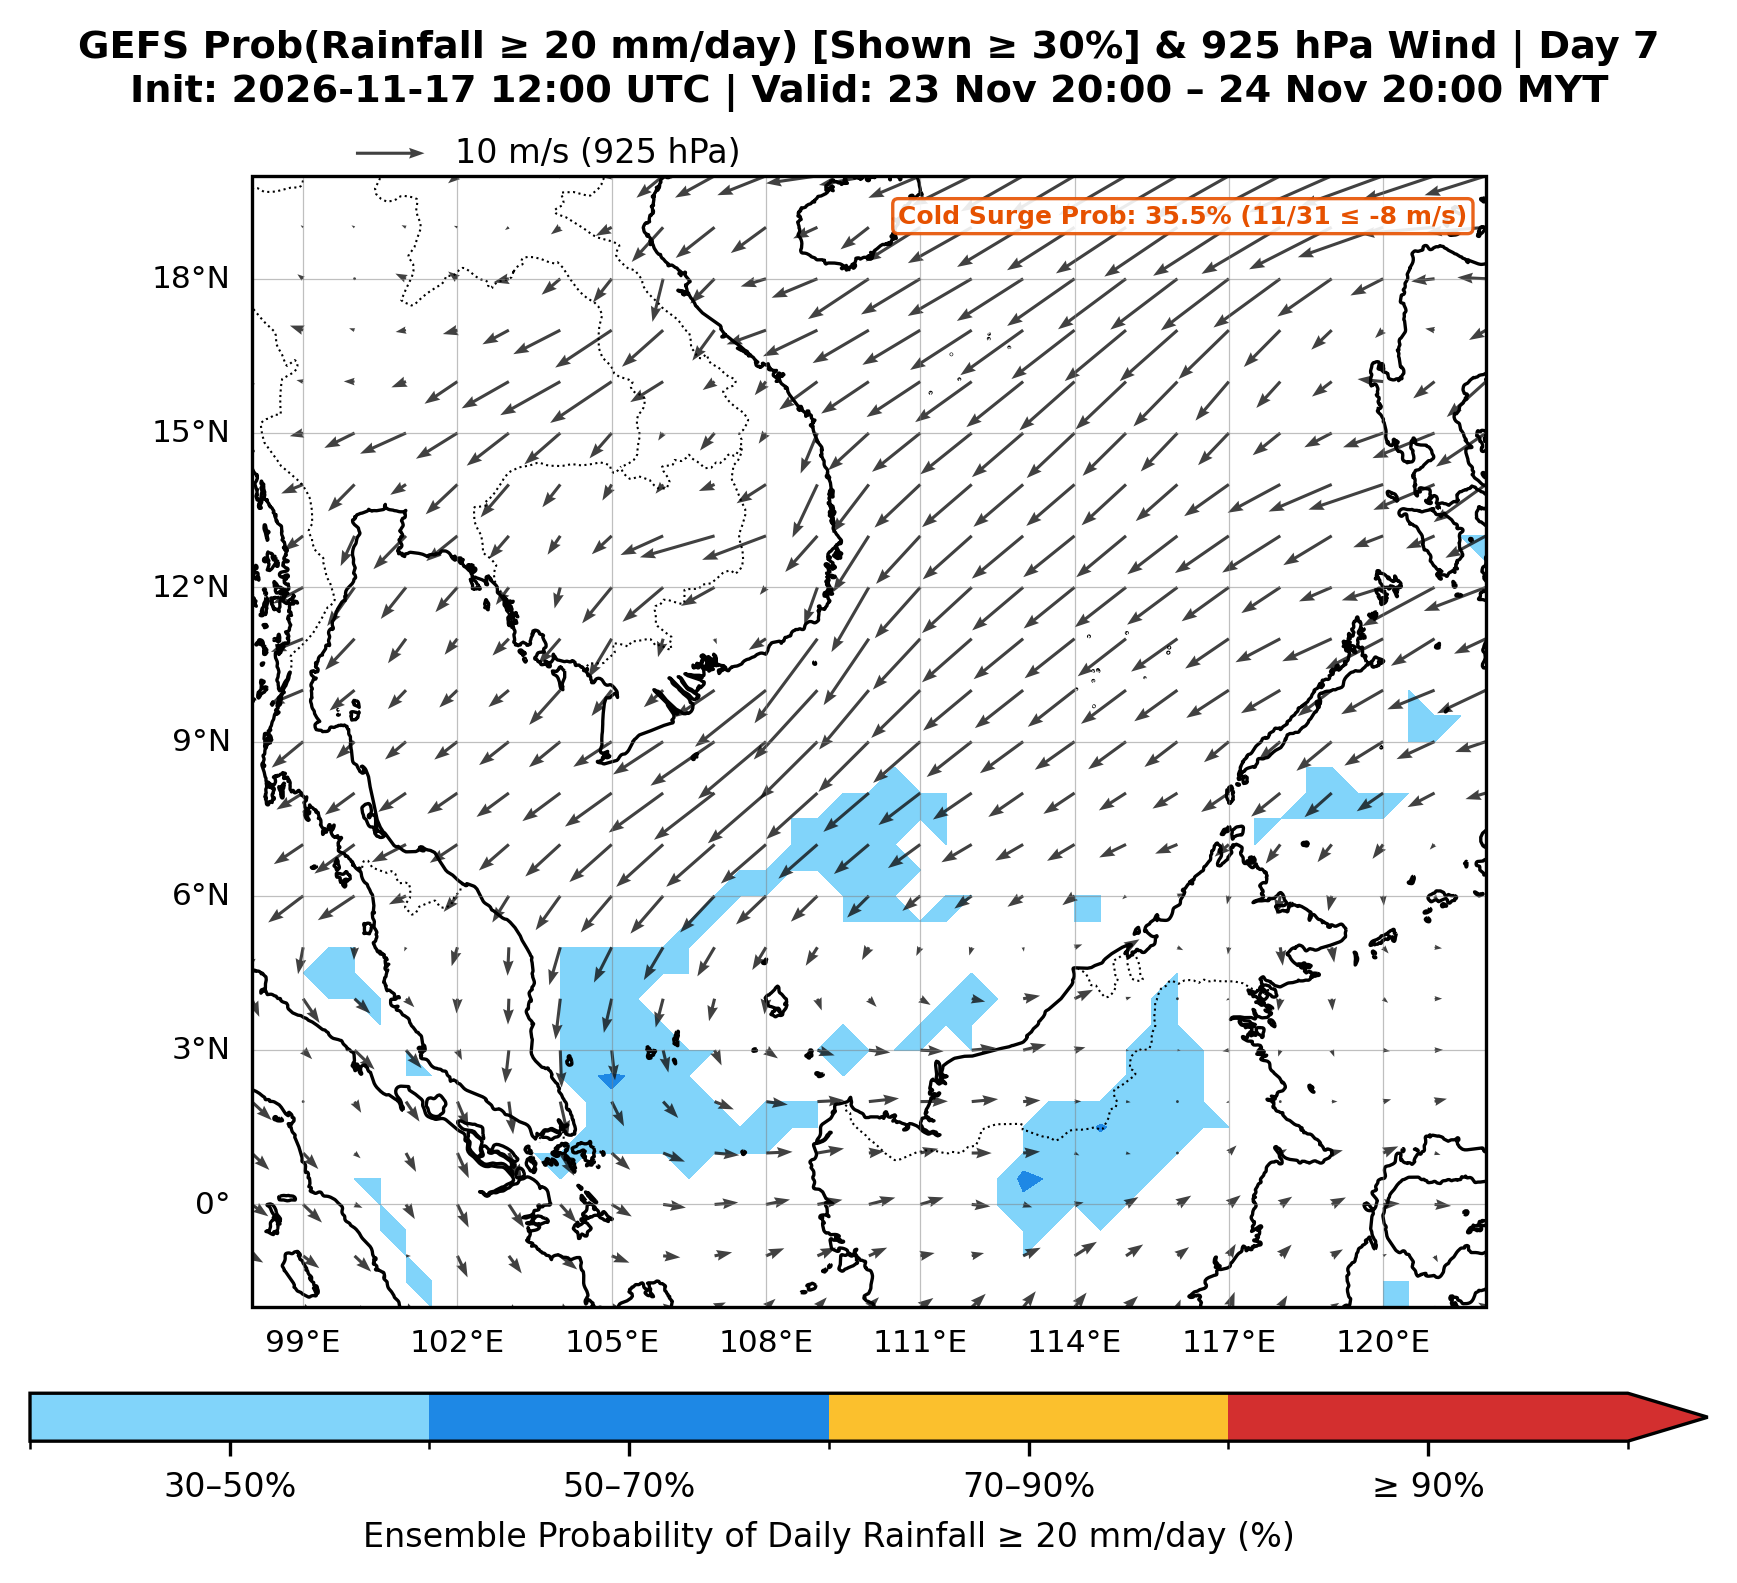 GEFS Prob(Rainfall ≥ 20 mm/day) [Shown ≥ 30%] & 925 hPa Wind | Day 7
Init: 2026-11-17 12:00 UTC | Valid: 23 Nov 20:00 – 24 Nov 20:00 MYT
10 m/s (925 hPa)
Cold Surge Prob: 35.5% (11/31 ≤ -8 m/s)
18°N
15°N
12°N
9°N
6°N
3°N
0°
99°E 102°E 105°E 108°E 111°E 114°E 117°E 120°E
30–50% 50–70% 70–90% ≥ 90%
Ensemble Probability of Daily Rainfall ≥ 20 mm/day (%)